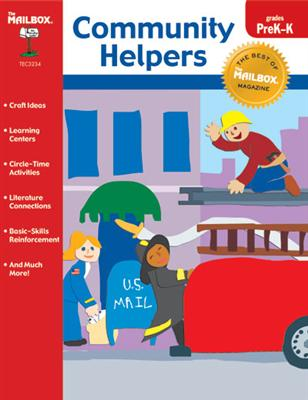 The
MAILBOX.
TEC3234
Community
Helpers
grades
PreK–K
THE BEST OF
The MAILBOX.
MAGAZINE
• Craft Ideas
• Learning
Centers
• Circle-Time
Activities
• Literature
Connections
• Basic-Skills
Reinforcement
• And Much
More!
U.S.
MAIL